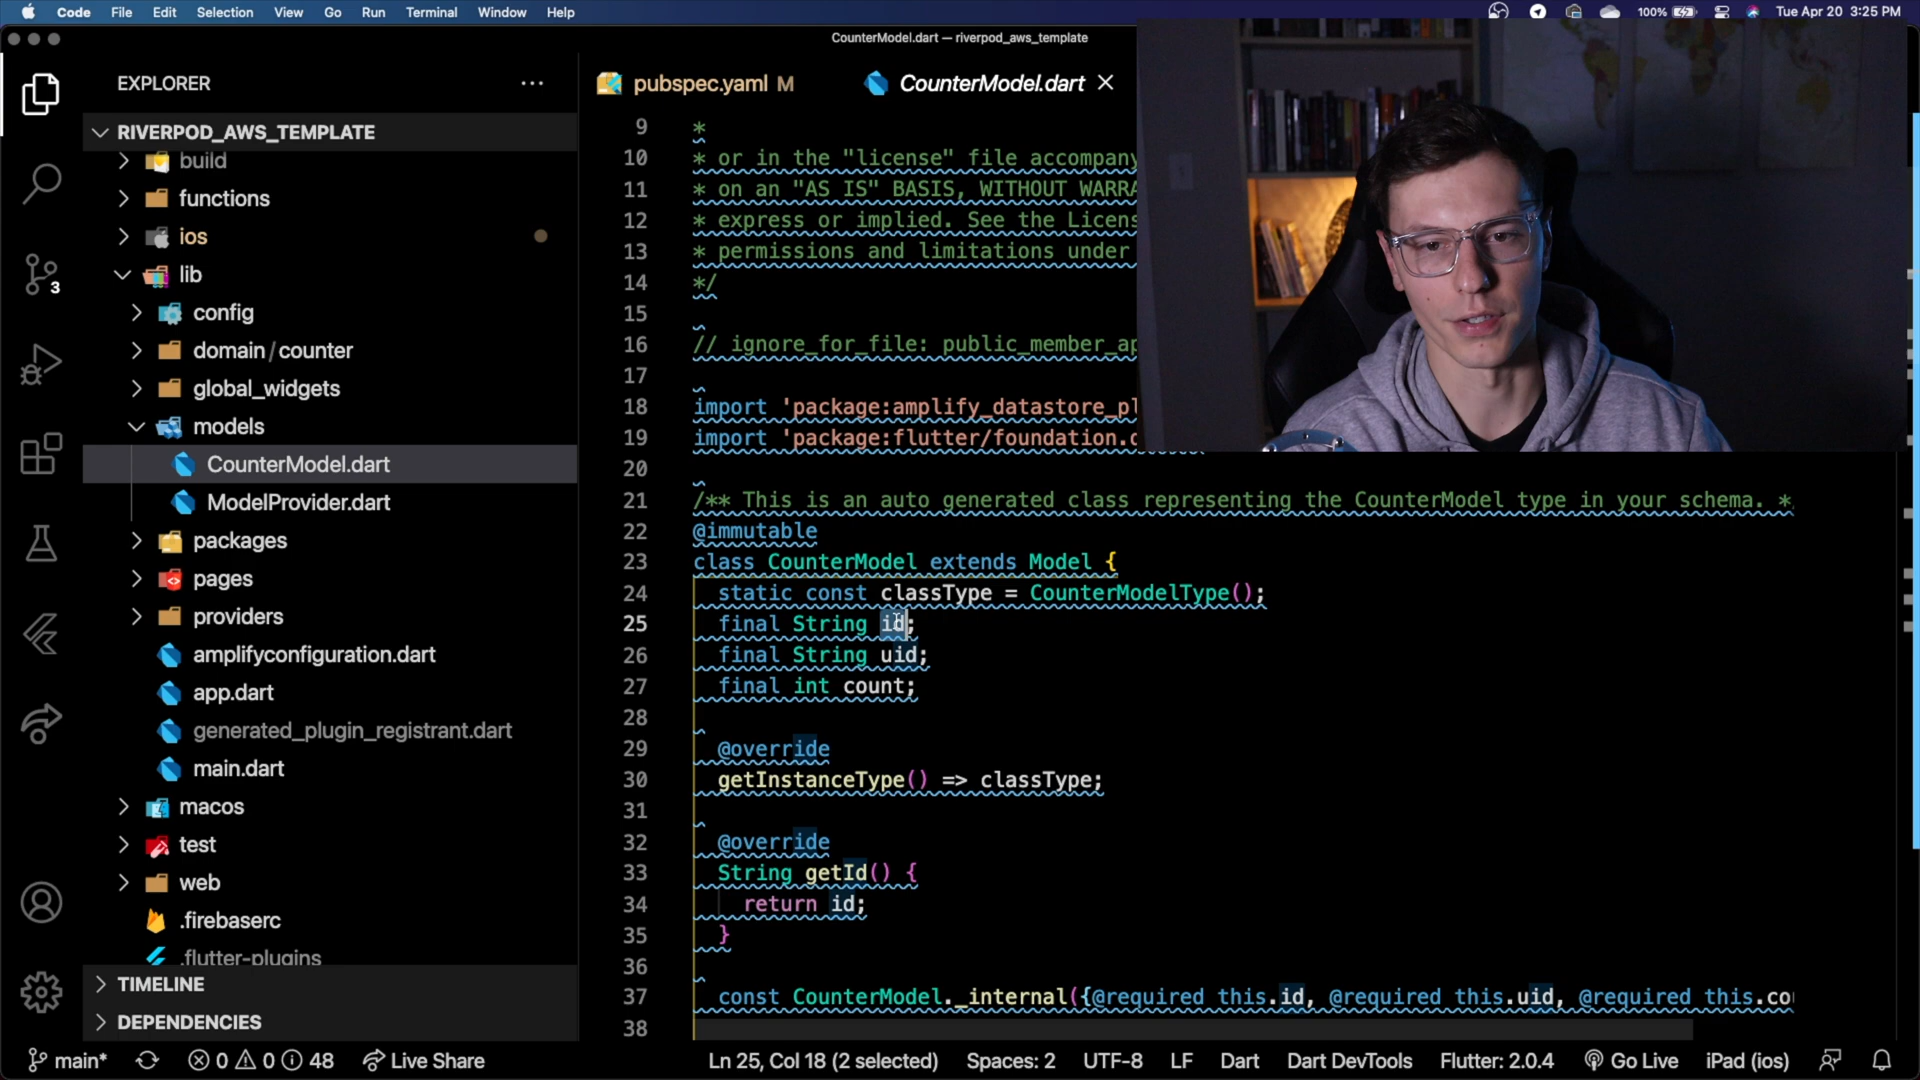 Code File Edit Selection View Go Run Terminal Window Help
100% Tue Apr 20 3:25 PM
CounterModel.dart — riverpod_aws_template
EXPLORER
RIVERPOD_AWS_TEMPLATE
build
functions
ios
lib
config
domain / counter
global_widgets
models
CounterModel.dart
ModelProvider.dart
packages
pages
providers
amplifyconfiguration.dart
app.dart
generated_plugin_registrant.dart
main.dart
macos
test
web
.firebaserc
.flutter-plugins
TIMELINE
DEPENDENCIES
3
pubspec.yaml M
CounterModel.dart
9 *
10 * or in the "license" file accompany
11 * on an "AS IS" BASIS, WITHOUT WARRA
12 * express or implied. See the Licens
13 * permissions and limitations under
14 */
15
16 // ignore_for_file: public_member_ap
17
18 import 'package:amplify_datastore_pl
19 import 'package:flutter/foundation.d
20
21 /** This is an auto generated class representing the CounterModel type in your schema. *
22 @immutable
23 class CounterModel extends Model {
24 static const classType = CounterModelType();
25 final String id;
26 final String uid;
27 final int count;
28
29 @override
30 getInstanceType() => classType;
31
32 @override
33 String getId() {
34 return id;
35 }
36
37 const CounterModel._internal({@required this.id, @required this.uid, @required this.co
38
main* 0 0 48 Live Share Ln 25, Col 18 (2 selected) Spaces: 2 UTF-8 LF Dart Dart DevTools Flutter: 2.0.4 Go Live iPad (ios)